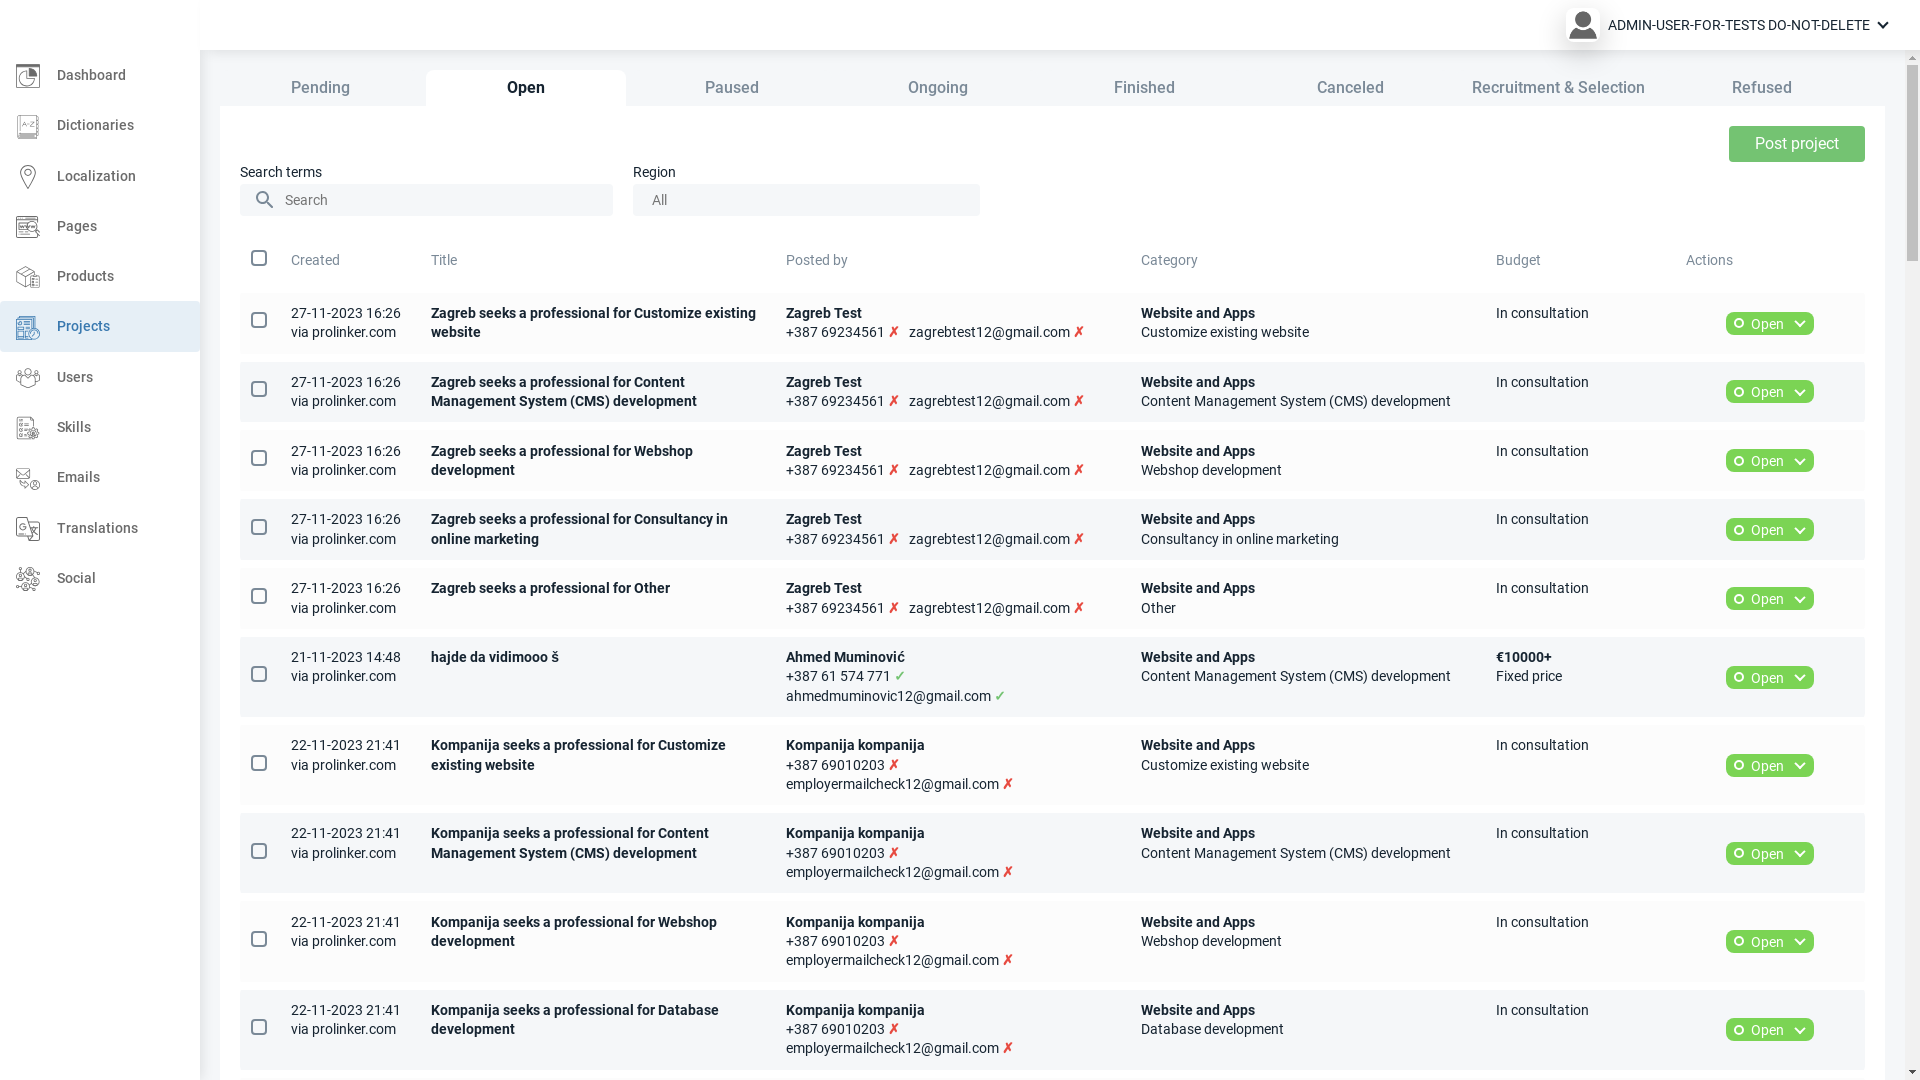 ADMIN-USER-FOR-TESTS DO-NOT-DELETE
Dashboard
Dictionaries
Localization
Pages
Products
Projects
Users
Skills
Emails
Translations
Social
Pending
Open
Paused
Ongoing
Finished
Canceled
Recruitment & Selection
Refused
Post project
Search terms
Search
Region
All
Created
Title
Posted by
Category
Budget
Actions
27-11-2023 16:26
via prolinker.com
Zagreb seeks a professional for Customize existing
website
Zagreb Test
+387 69234561 ✗ zagrebtest12@gmail.com ✗
Website and Apps
Customize existing website
In consultation
Open
27-11-2023 16:26
via prolinker.com
Zagreb seeks a professional for Content
Management System (CMS) development
Zagreb Test
+387 69234561 ✗ zagrebtest12@gmail.com ✗
Website and Apps
Content Management System (CMS) development
In consultation
Open
27-11-2023 16:26
via prolinker.com
Zagreb seeks a professional for Webshop
development
Zagreb Test
+387 69234561 ✗ zagrebtest12@gmail.com ✗
Website and Apps
Webshop development
In consultation
Open
27-11-2023 16:26
via prolinker.com
Zagreb seeks a professional for Consultancy in
online marketing
Zagreb Test
+387 69234561 ✗ zagrebtest12@gmail.com ✗
Website and Apps
Consultancy in online marketing
In consultation
Open
27-11-2023 16:26
via prolinker.com
Zagreb seeks a professional for Other
Zagreb Test
+387 69234561 ✗ zagrebtest12@gmail.com ✗
Website and Apps
Other
In consultation
Open
21-11-2023 14:48
via prolinker.com
hajde da vidimooo š
Ahmed Muminović
+387 61 574 771 ✓
ahmedmuminovic12@gmail.com ✓
Website and Apps
Content Management System (CMS) development
€10000+
Fixed price
Open
22-11-2023 21:41
via prolinker.com
Kompanija seeks a professional for Customize
existing website
Kompanija kompanija
+387 69010203 ✗
employermailcheck12@gmail.com ✗
Website and Apps
Customize existing website
In consultation
Open
22-11-2023 21:41
via prolinker.com
Kompanija seeks a professional for Content
Management System (CMS) development
Kompanija kompanija
+387 69010203 ✗
employermailcheck12@gmail.com ✗
Website and Apps
Content Management System (CMS) development
In consultation
Open
22-11-2023 21:41
via prolinker.com
Kompanija seeks a professional for Webshop
development
Kompanija kompanija
+387 69010203 ✗
employermailcheck12@gmail.com ✗
Website and Apps
Webshop development
In consultation
Open
22-11-2023 21:41
via prolinker.com
Kompanija seeks a professional for Database
development
Kompanija kompanija
+387 69010203 ✗
employermailcheck12@gmail.com ✗
Website and Apps
Database development
In consultation
Open